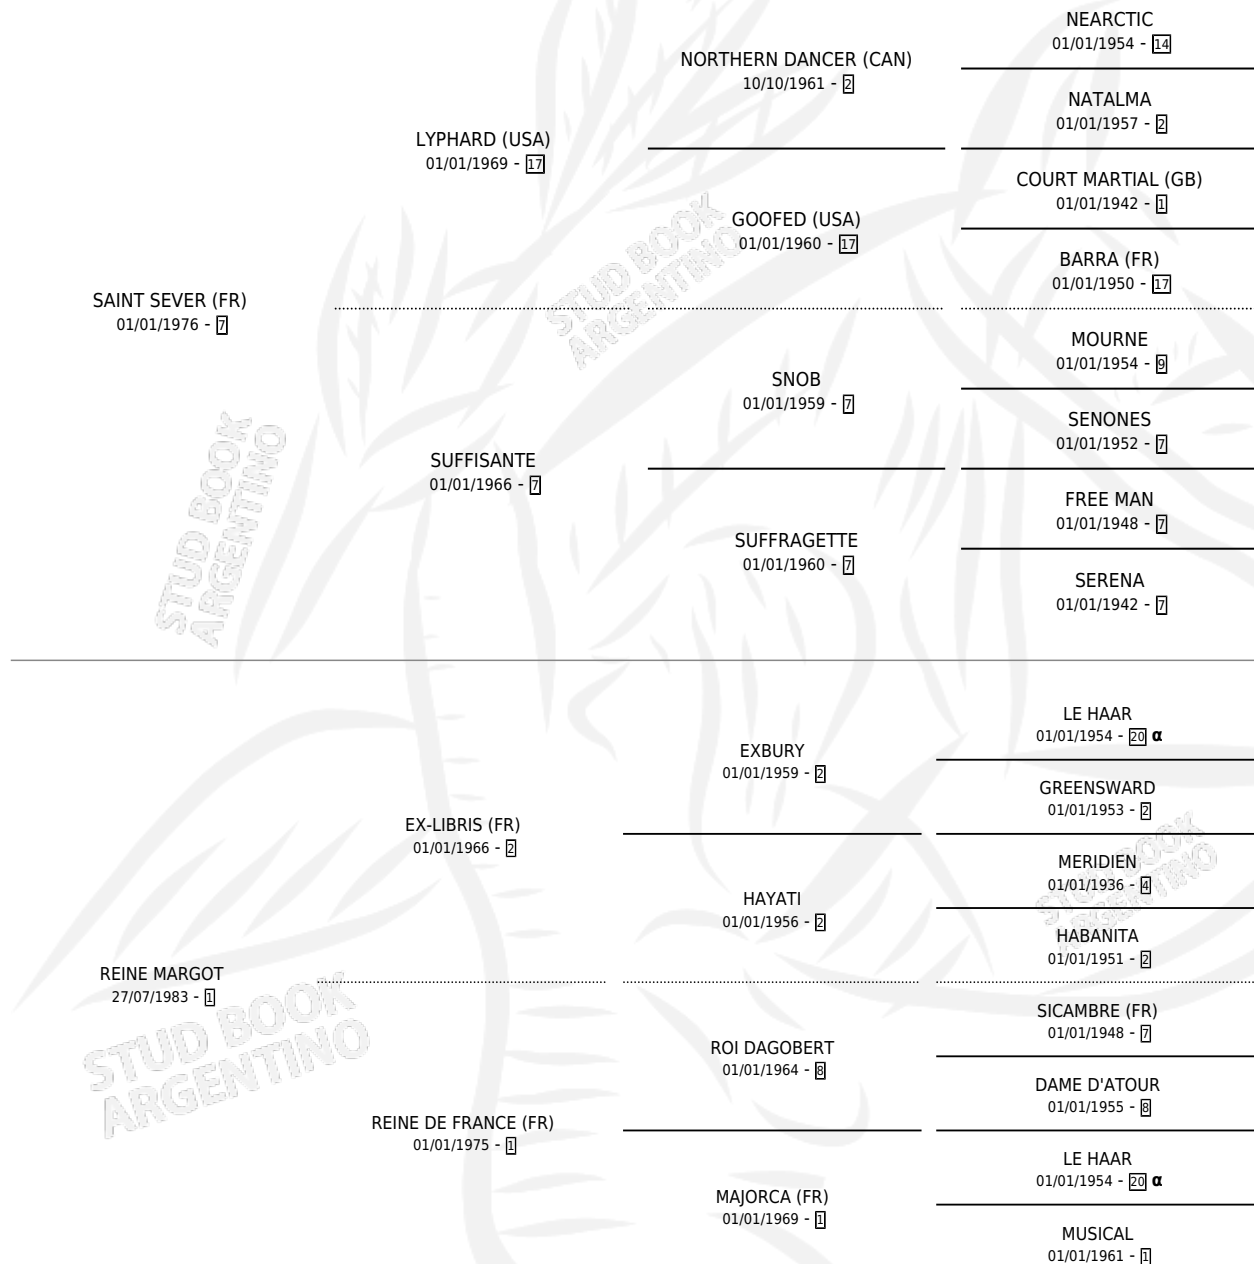 NEARCTIC
01/01/1954 - 14
NORTHERN DANCER (CAN)
10/10/1961 - 2
NATALMA
01/01/1957 - 2
LYPHARD (USA)
01/01/1969 - 17
COURT MARTIAL (GB)
01/01/1942 - 1
GOOFED (USA)
01/01/1960 - 17
BARRA (FR)
01/01/1950 - 17
SAINT SEVER (FR)
01/01/1976 - 7
MOURNE
01/01/1954 - 9
SNOB
01/01/1959 - 7
SENONES
01/01/1952 - 7
SUFFISANTE
01/01/1966 - 7
FREE MAN
01/01/1948 - 7
SUFFRAGETTE
01/01/1960 - 7
SERENA
01/01/1942 - 7
STUD BOOK
ARGENTINO
STUD BOOK
ARGENTINO
LE HAAR
01/01/1954 - 20 α
EXBURY
01/01/1959 - 2
GREENSWARD
01/01/1953 - 2
EX-LIBRIS (FR)
01/01/1966 - 2
MERIDIEN
01/01/1936 - 4
HAYATI
01/01/1956 - 2
HABANITA
01/01/1951 - 2
REINE MARGOT
27/07/1983 - 1
SICAMBRE (FR)
01/01/1948 - 7
ROI DAGOBERT
01/01/1964 - 8
DAME D'ATOUR
01/01/1955 - 8
REINE DE FRANCE (FR)
01/01/1975 - 1
LE HAAR
01/01/1954 - 20 α
MAJORCA (FR)
01/01/1969 - 1
MUSICAL
01/01/1961 - 1
STUD BOOK
ARGENTINO
STUD BOOK
ARGENTINO